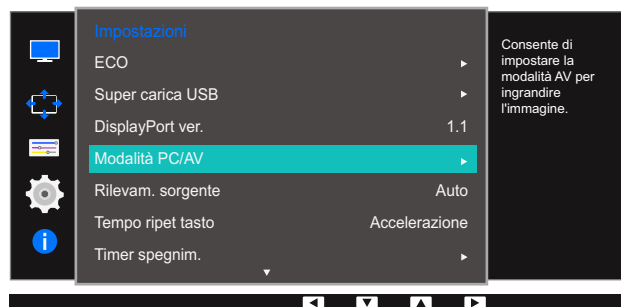 Impostazioni
ECO
Super carica USB
DisplayPort ver. 1.1
Modalità PC/AV
Rilevam. sorgente Auto
Tempo ripet tasto Accelerazione
Timer spegnim.
Consente di
impostare la
modalità AV per
ingrandire
l'immagine.